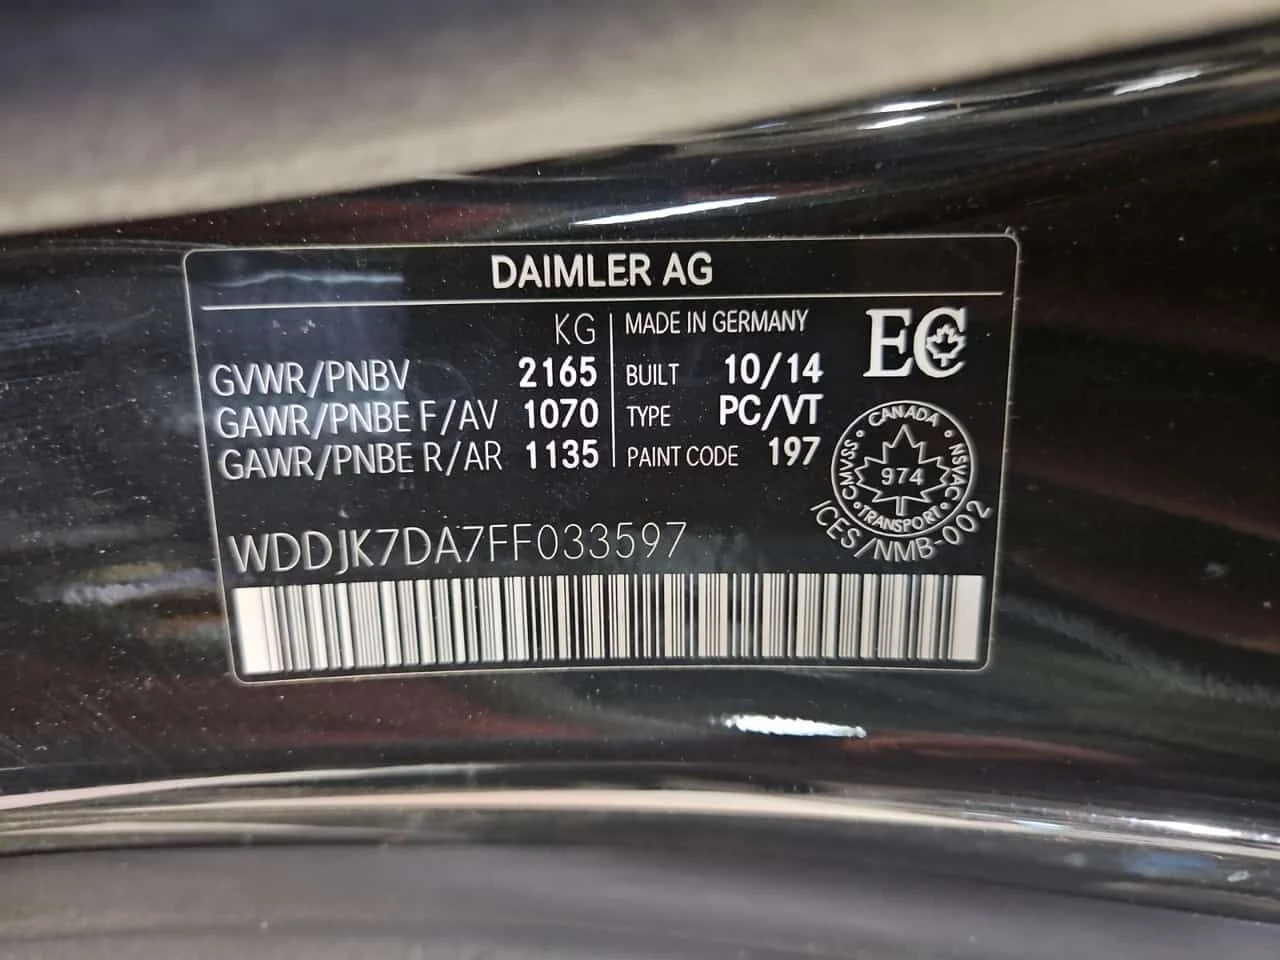 DAIMLER AG
KG
GVWR/PNBV 2165
GAWR/PNBE F/AV 1070
GAWR/PNBE R/AR 1135
MADE IN GERMANY
BUILT 10/14
TYPE PC/VT
PAINT CODE 197
EC
CANADA • NSVAC • TRANSPORT • CMVSS •
974
ICES/NMB-002
WDDJK7DA7FF033597